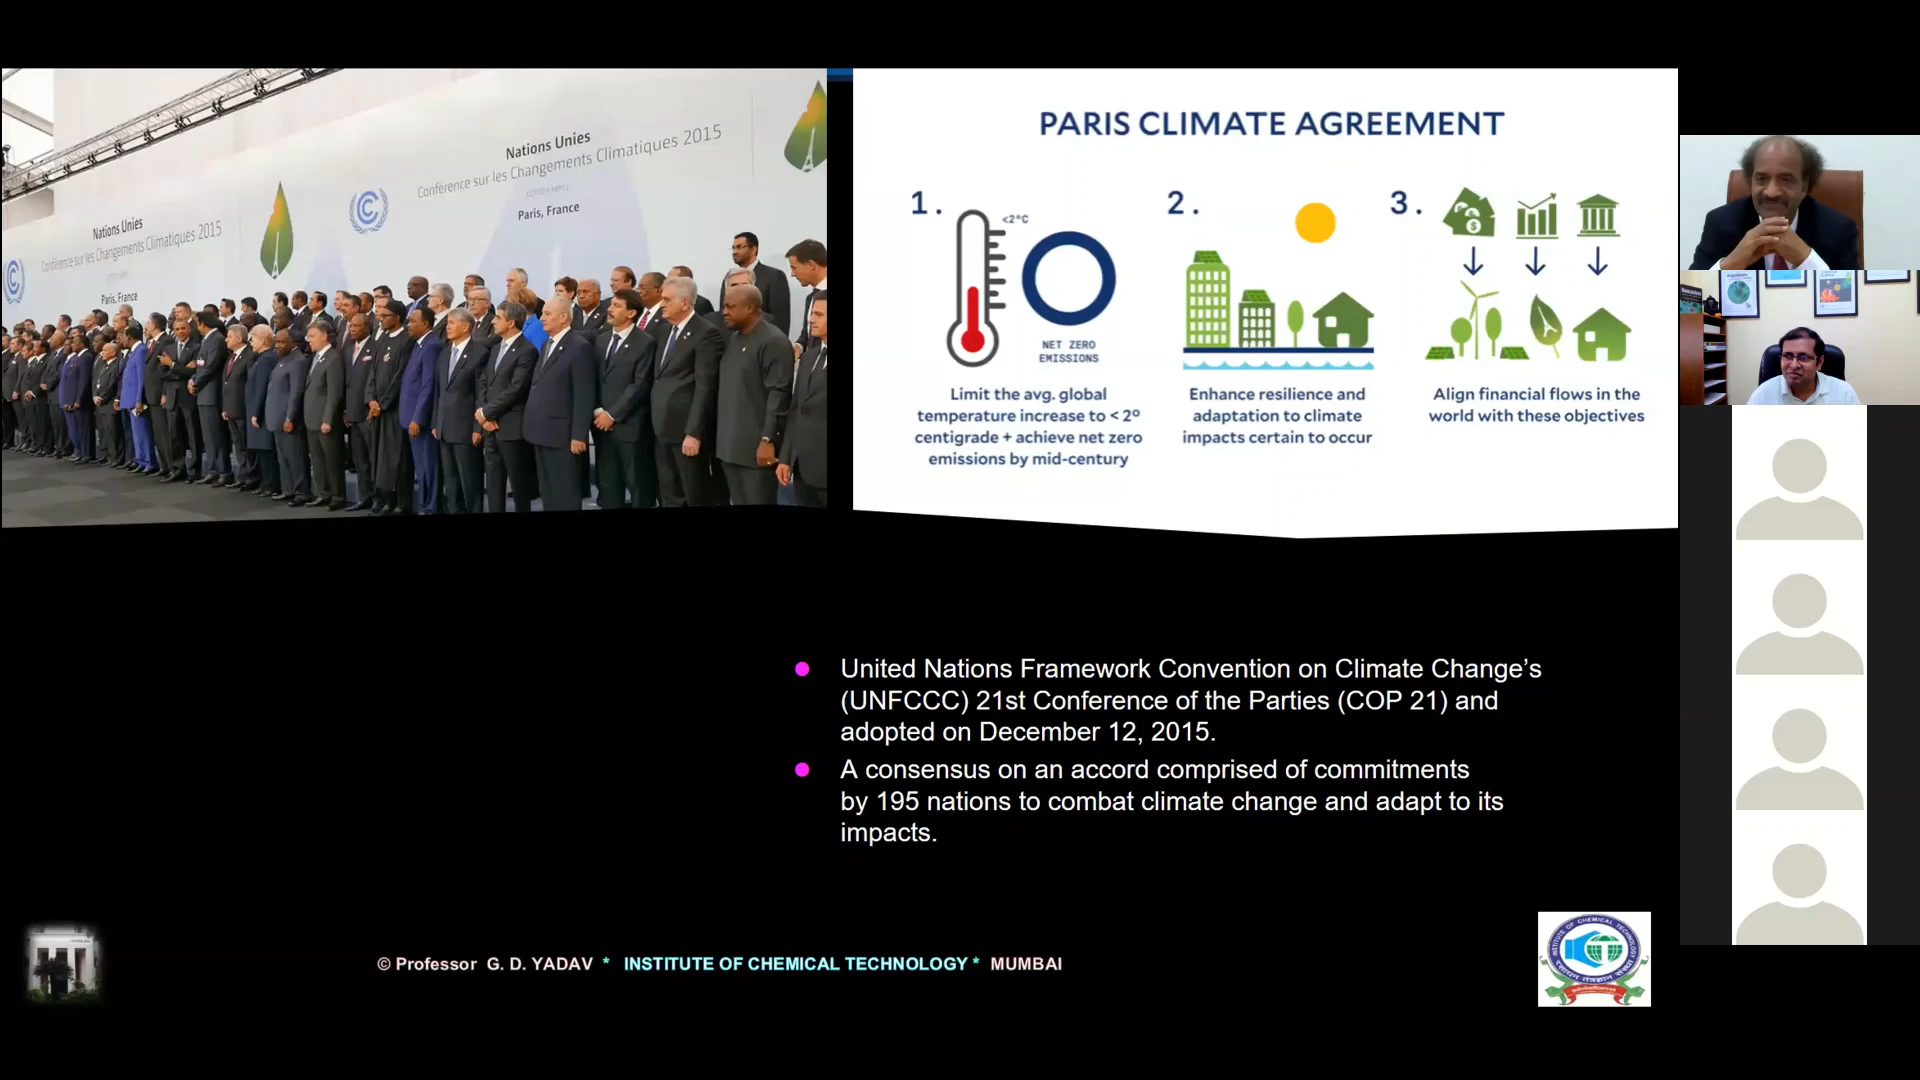 Nations Unies
Conférence sur les Changements Climatiques 2015
Paris, France
Nations Unies
Conférence sur les Changements Climatiques 2015
Paris, France
PARIS CLIMATE AGREEMENT
1.
<2°C
NET ZERO
EMISSIONS
Limit the avg. global
temperature increase to < 2º
centigrade + achieve net zero
emissions by mid-century
2.
Enhance resilience and
adaptation to climate
impacts certain to occur
3.
Align financial flows in the
world with these objectives
● United Nations Framework Convention on Climate Change’s
(UNFCCC) 21st Conference of the Parties (COP 21) and
adopted on December 12, 2015.
● A consensus on an accord comprised of commitments
by 195 nations to combat climate change and adapt to its
impacts.
© Professor G. D. YADAV * INSTITUTE OF CHEMICAL TECHNOLOGY * MUMBAI
INSTITUTE OF CHEMICAL TECHNOLOGY